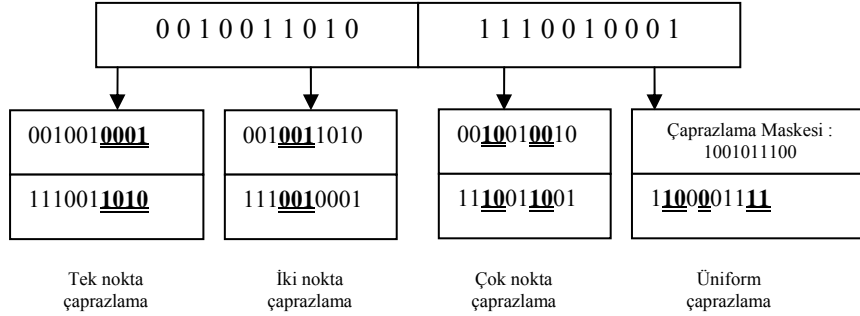 0 0 1 0 0 1 1 0 1 0 1 1 1 0 0 1 0 0 0 1
0010010001 0010011010 0010010010 Çaprazlama Maskesi :
1001011100
1110011010 1110010001 1110011001 1100001111
Tek nokta İki nokta Çok nokta Üniform
çaprazlama çaprazlama çaprazlama çaprazlama